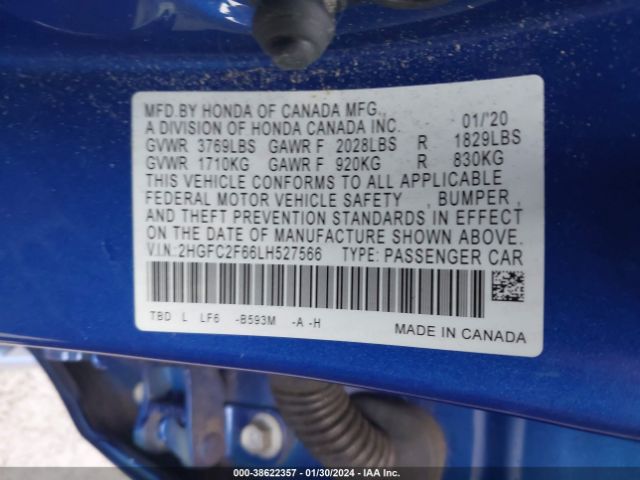 MFD.BY HONDA OF CANADA MFG.,
A DIVISION OF HONDA CANADA INC. 01/'20
GVWR 3769LBS GAWR F 2028LBS R 1829LBS
GVWR 1710KG GAWR F 920KG R 830KG
THIS VEHICLE CONFORMS TO ALL APPLICABLE
FEDERAL MOTOR VEHICLE SAFETY , BUMPER ,
AND THEFT PREVENTION STANDARDS IN EFFECT
ON THE DATE OF MANUFACTURE SHOWN ABOVE.
V.I.N:2HGFC2F66LH527566 TYPE: PASSENGER CAR
TBD L LF6 -B593M -A -H
MADE IN CANADA
000-38622357 - 01/30/2024 - IAA Inc.